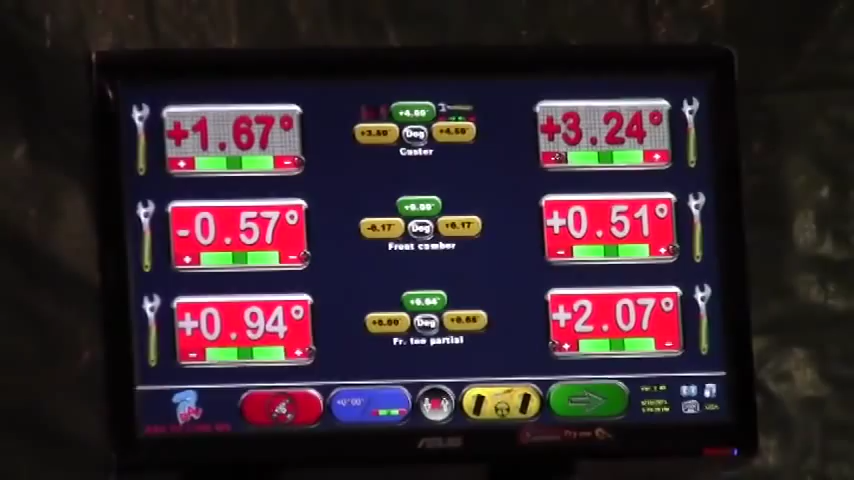 +1.67° +4.00° +3.24°
+3.50° Deg +4.50°
Caster
-0.57° +0.00° +0.51°
-0.17° Deg +0.17°
Front camber
+0.94° +0.04° +2.07°
+0.00° Deg
Fr. toe partial
+0°00'
ASUS